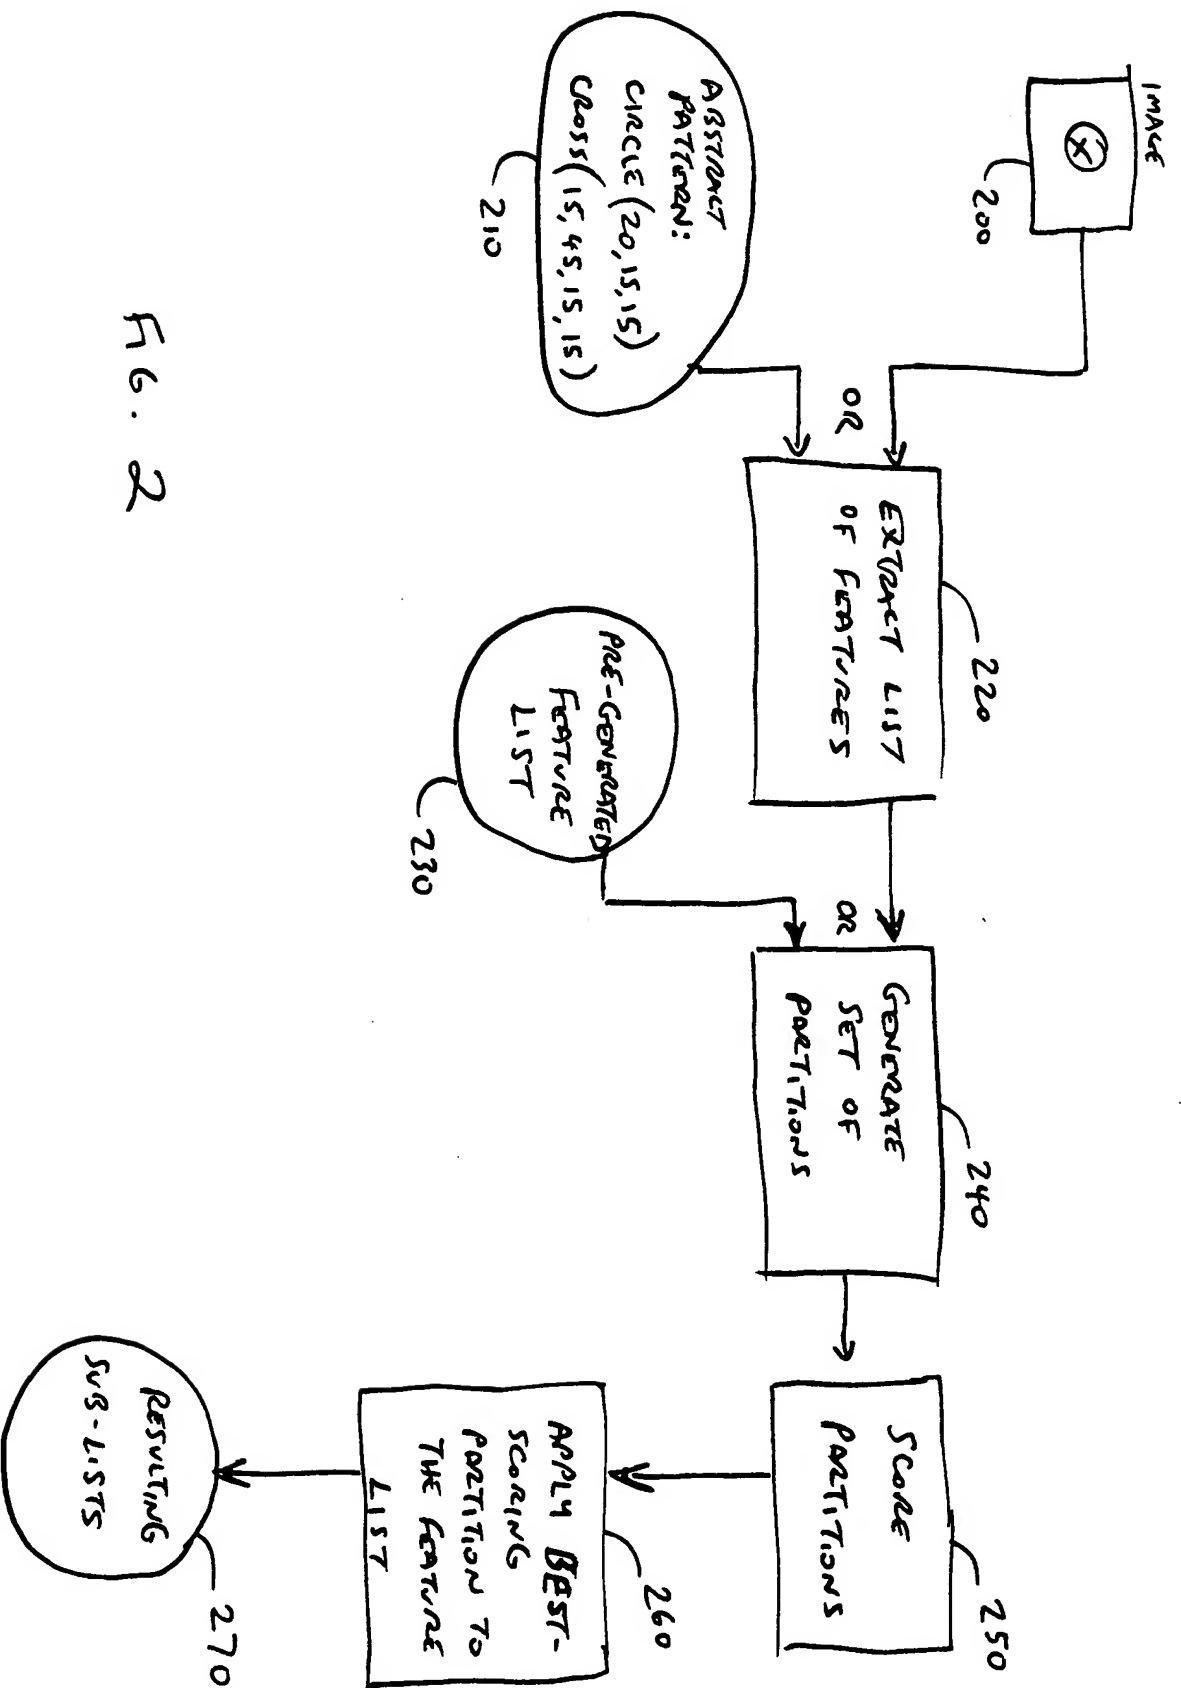 IMAGE
X
200
ABSTRACT
PATTERN:
CIRCLE (20,15,15)
CROSS (15,45,15,15)
210
OR
EXTRACT LIST
OF FEATURES
220
PRE-GENERATED
FEATURE
LIST
230
OR
GENERATE
SET OF
PARTITIONS
240
SCORE
PARTITIONS
250
APPLY BEST-
SCORING
PARTITION TO
THE FEATURE
LIST
260
RESULTING
SUB-LISTS
270
FIG. 2